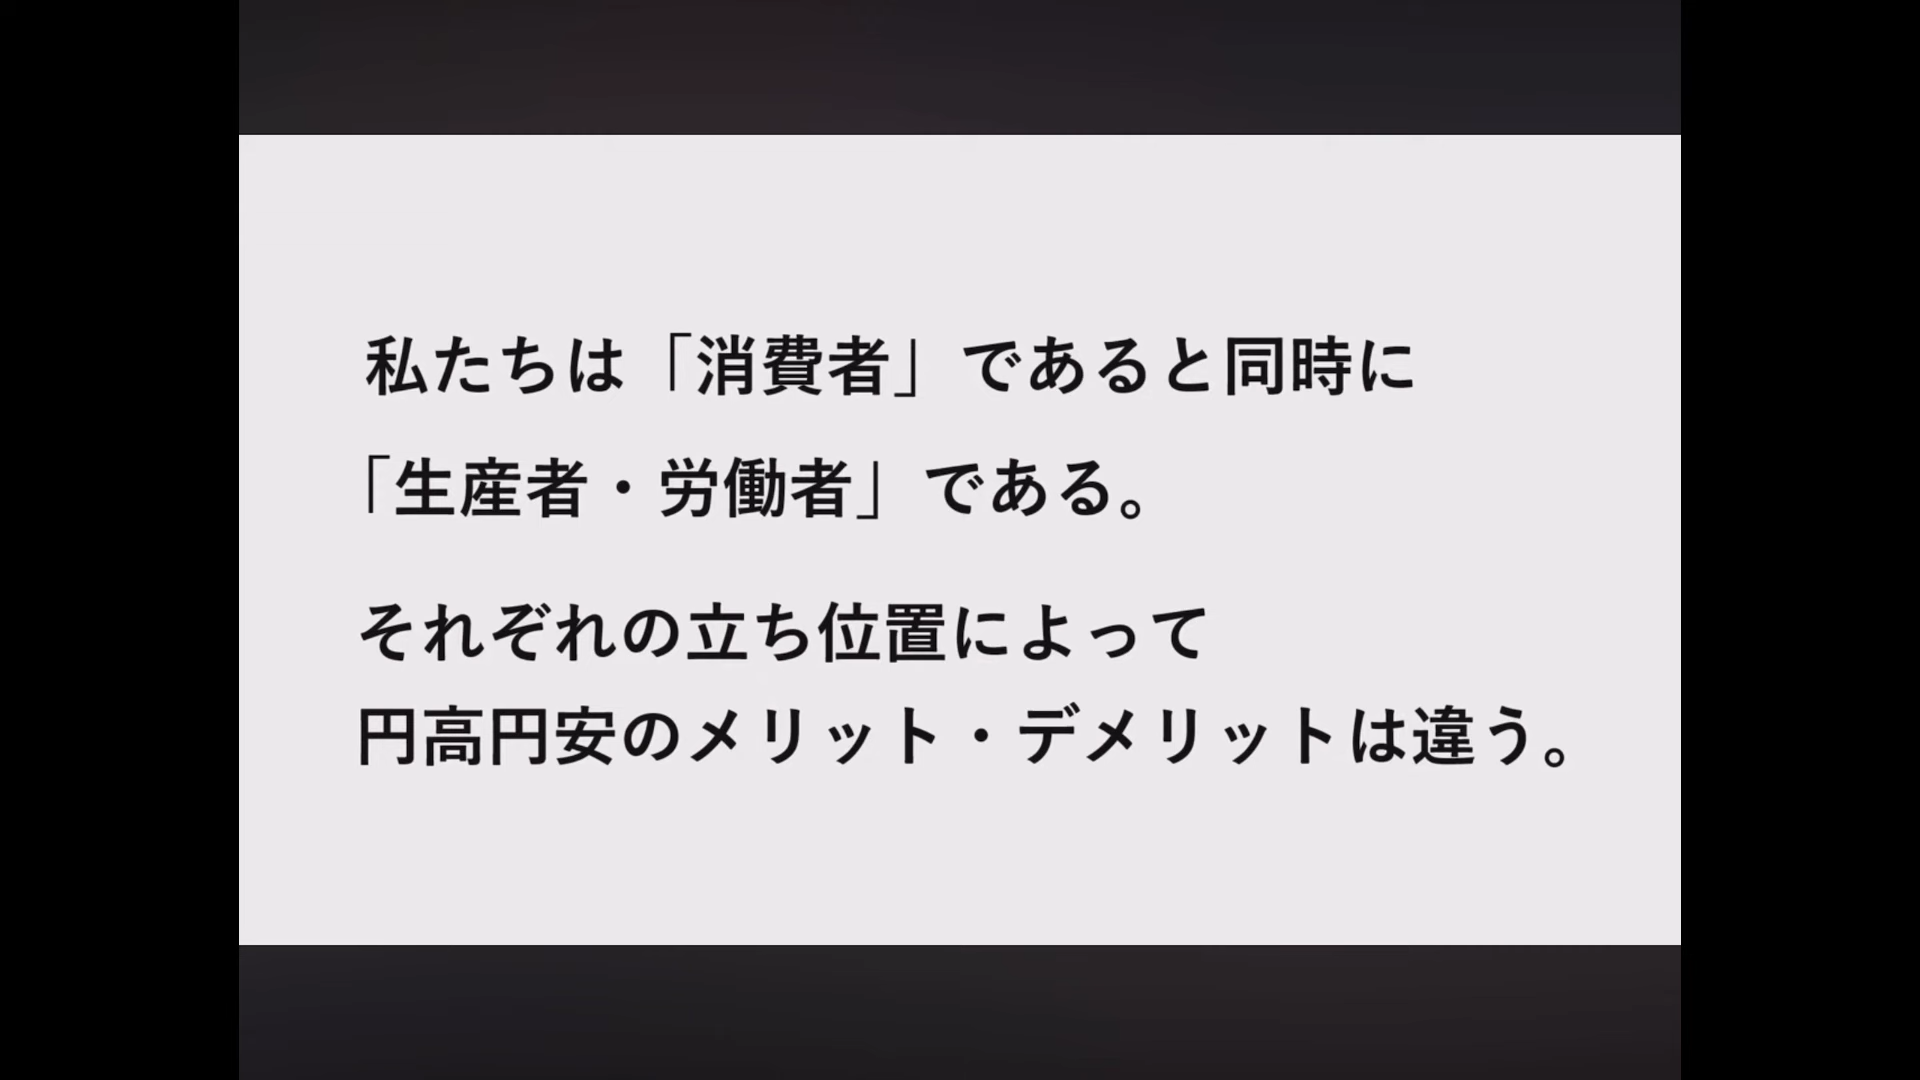 私たちは「消費者」であると同時に
「生産者・労働者」である。
それぞれの立ち位置によって
円高円安のメリット・デメリットは違う。